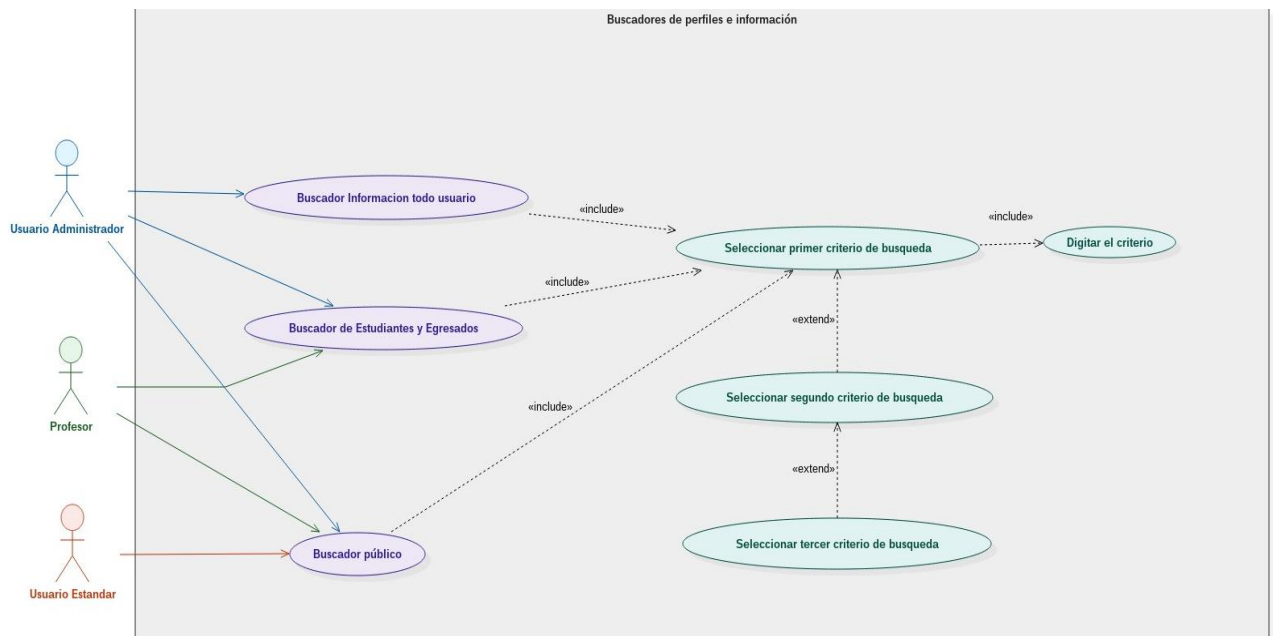 Buscadores de perfiles e información
Usuario Administrador
Buscador Informacion todo usuario
«include»
Seleccionar primer criterio de busqueda
«include»
Digitar el criterio
Buscador de Estudiantes y Egresados
«include»
«extend»
Profesor
Seleccionar segundo criterio de busqueda
«include»
«extend»
Usuario Estandar
Buscador público
Seleccionar tercer criterio de busqueda